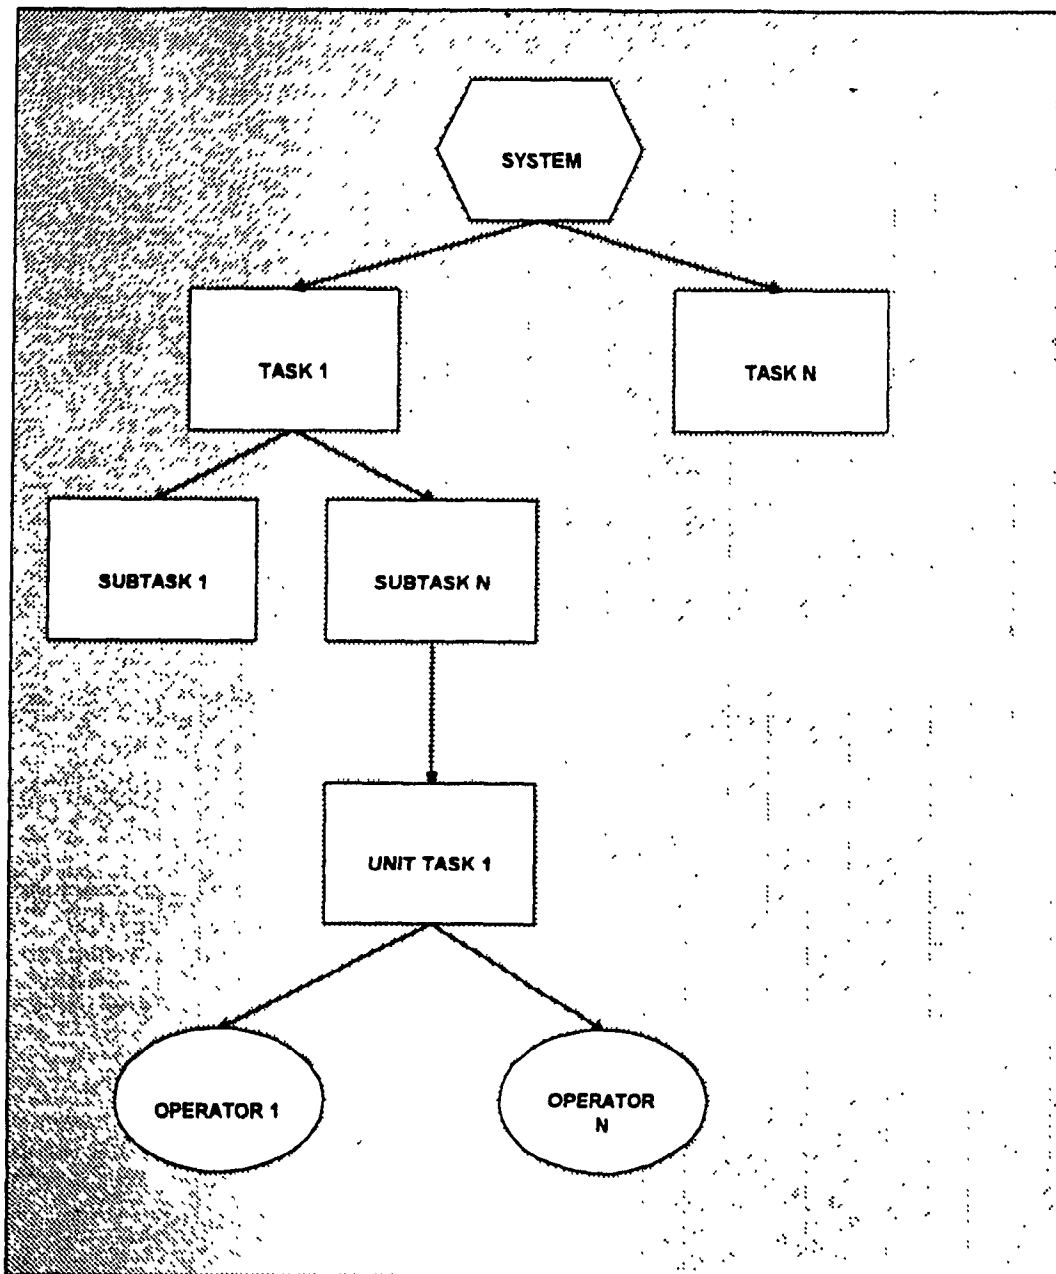 SYSTEM
TASK 1
TASK N
SUBTASK 1
SUBTASK N
UNIT TASK 1
OPERATOR 1
OPERATOR
N